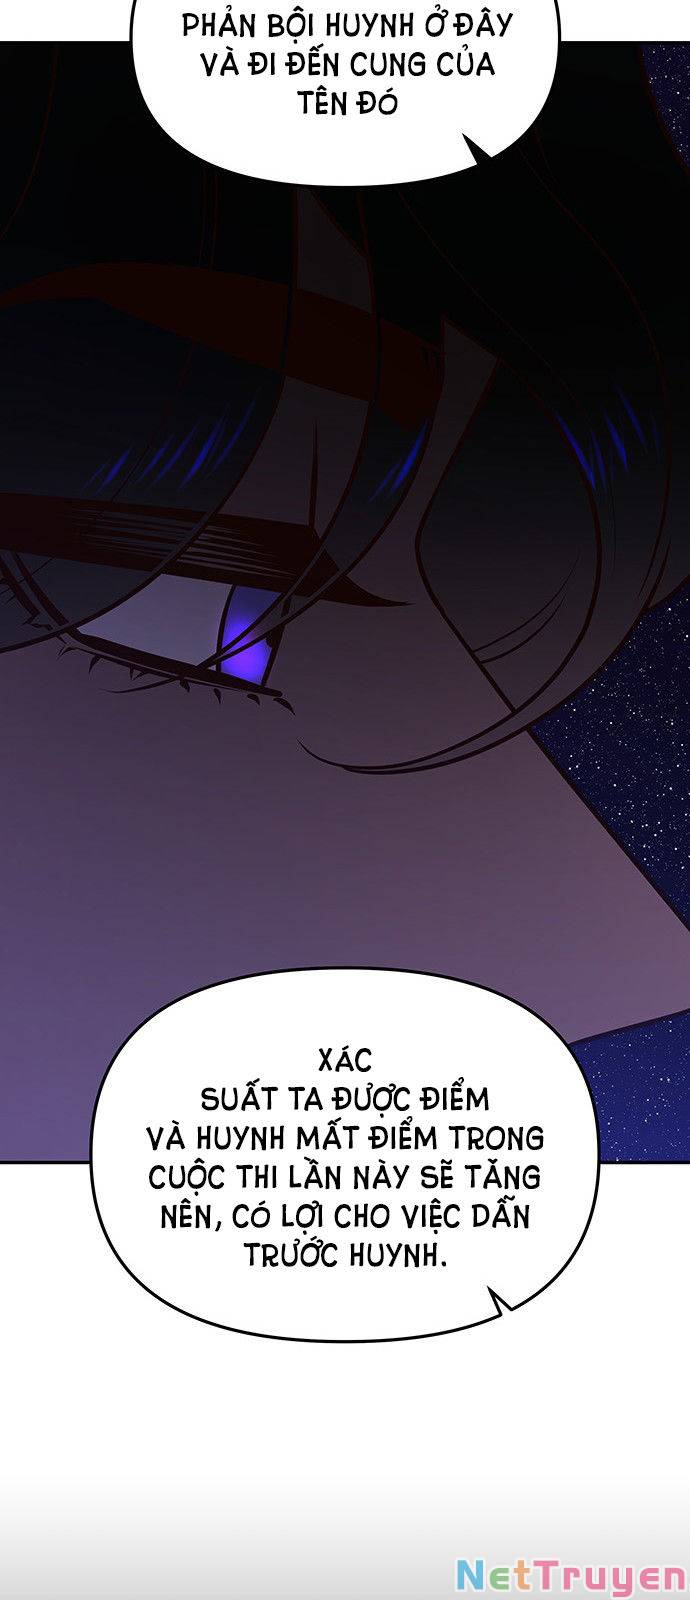 PHẢN BỘI HUYNH Ở ĐÂY
VÀ ĐI ĐẾN CUNG CỦA
TÊN ĐÓ
XÁC
SUẤT TA ĐƯỢC ĐIỂM
VÀ HUYNH MẤT ĐIỂM TRONG
CUỘC THI LẦN NÀY SẼ TĂNG
NÊN, CÓ LỢI CHO VIỆC DẪN
TRƯỚC HUYNH.
NetTruyen